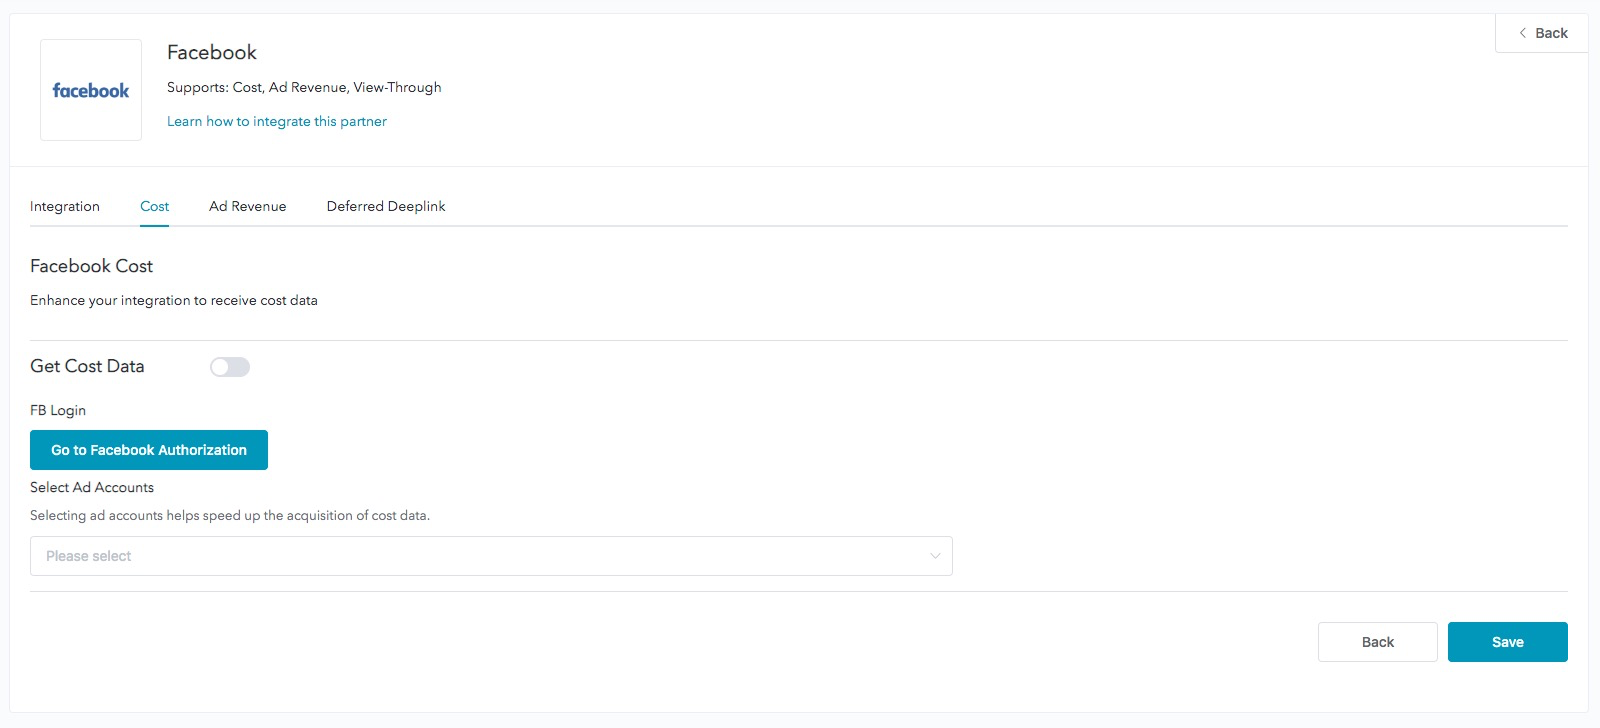 Back
facebook
Facebook
Supports: Cost, Ad Revenue, View-Through
Learn how to integrate this partner
Integration Cost Ad Revenue Deferred Deeplink
Facebook Cost
Enhance your integration to receive cost data
Get Cost Data
FB Login
Go to Facebook Authorization
Select Ad Accounts
Selecting ad accounts helps speed up the acquisition of cost data.
Please select
Back Save